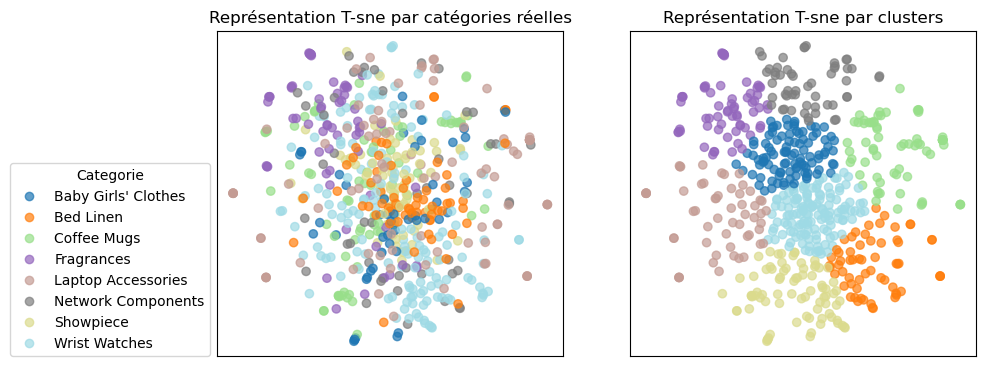 Représentation T-sne par catégories réelles
Représentation T-sne par clusters
Categorie
Baby Girls' Clothes
Bed Linen
Coffee Mugs
Fragrances
Laptop Accessories
Network Components
Showpiece
Wrist Watches